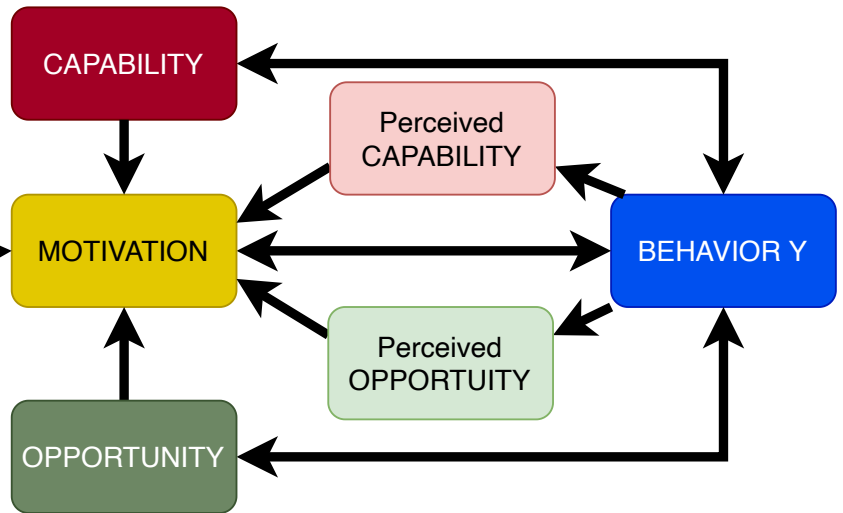 CAPABILITY
Perceived
CAPABILITY
MOTIVATION
BEHAVIOR Y
Perceived
OPPORTUITY
OPPORTUNITY